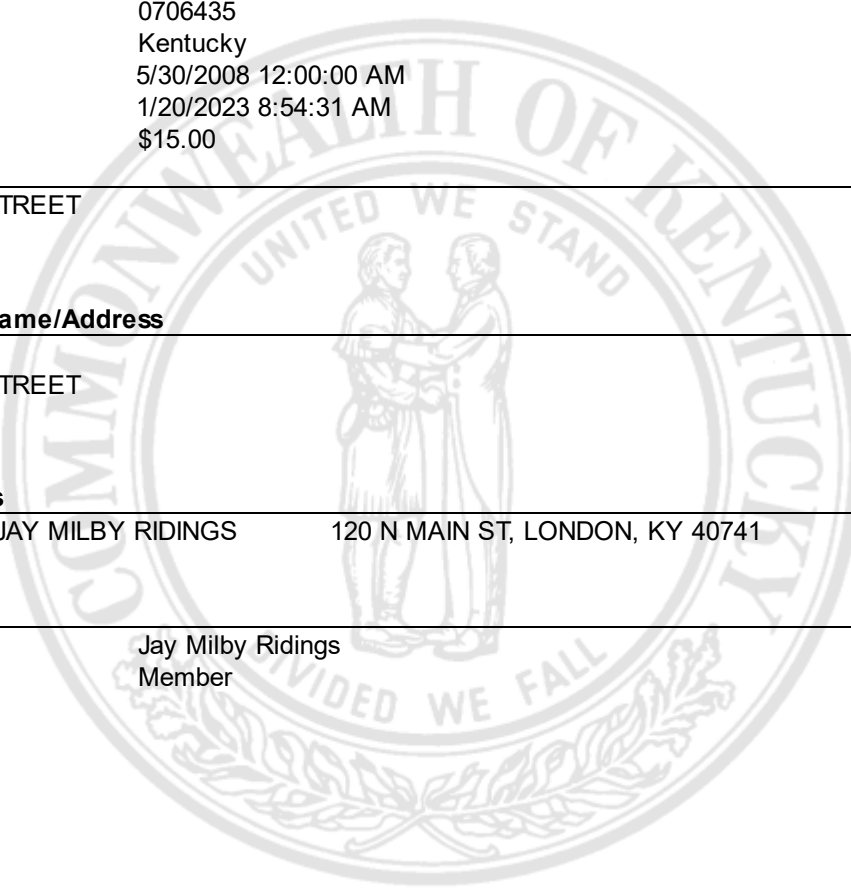 0706435
Kentucky
5/30/2008 12:00:00 AM
1/20/2023 8:54:31 AM
$15.00
TREET
ame/Address
TREET
s
JAY MILBY RIDINGS 120 N MAIN ST, LONDON, KY 40741
Jay Milby Ridings
Member
COMMONWEALTH OF KENTUCKY
UNITED WE STAND
DIVIDED WE FALL